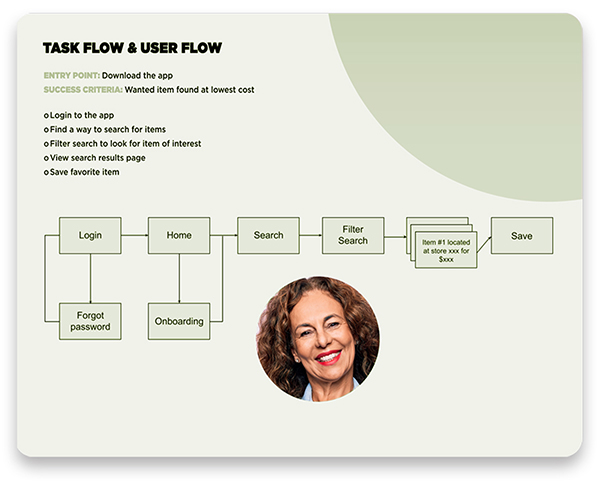 TASK FLOW & USER FLOW
ENTRY POINT: Download the app
SUCCESS CRITERIA: Wanted item found at lowest cost
Login to the app
Find a way to search for items
Filter search to look for item of interest
View search results page
Save favorite item
Login
Home
Search
Filter
Search
Item #1 located
at store xxx for
$xxx
Save
Forgot
password
Onboarding